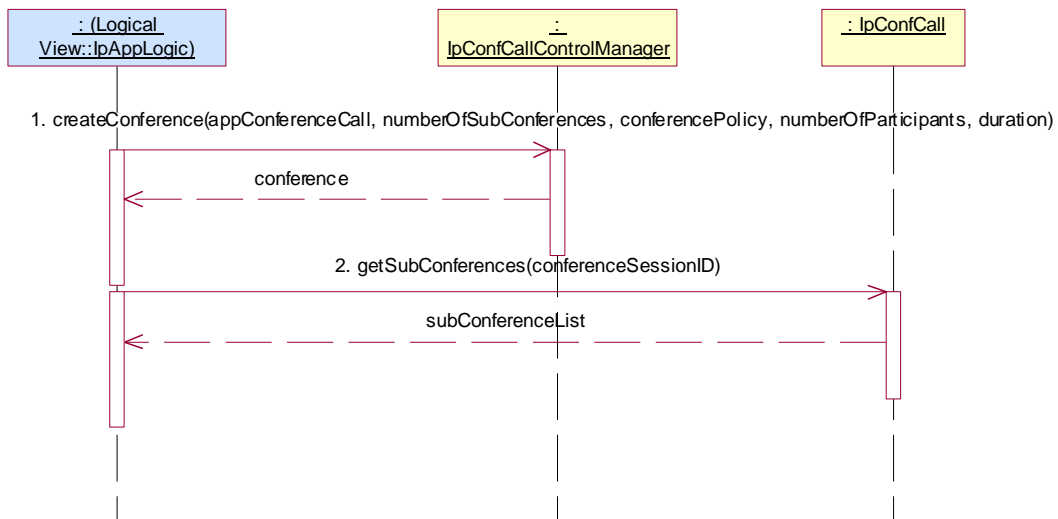 : (Logical
View::IpAppLogic)
:
IpConfCallControlManager
: IpConfCall
1. createConference(appConferenceCall, numberOfSubConferences, conferencePolicy, numberOfParticipants, duration)
conference
2. getSubConferences(conferenceSessionID)
subConferenceList